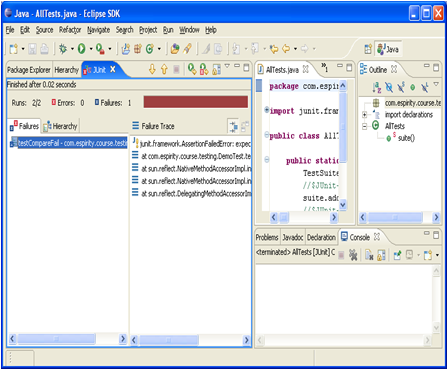 Java - AllTests.java - Eclipse SDK
File Edit Source Refactor Navigate Search Project Run Window Help
Java
Package Explorer Hierarchy JUnit
Finished after 0.02 seconds
Runs: 2/2 Errors: 0 Failures: 1
Failures Hierarchy
testCompareFail - com.espirity.course.testin
Failure Trace
junit.framework.AssertionFailedError: expec
at com.espirity.course.testing.DemoTest.te
at sun.reflect.NativeMethodAccessorImpl.in
at sun.reflect.NativeMethodAccessorImpl.in
at sun.reflect.DelegatingMethodAccessorImpl
AllTests.java
1
package com.espirit
import junit.framew
public class AllT
public static
TestSuite
//$JUnit-
suite.add
//$JUnit-
Outline
com.espirity.course.te
import declarations
AllTests
S suite()
Problems Javadoc Declaration Console
<terminated> AllTests [JUnit] C